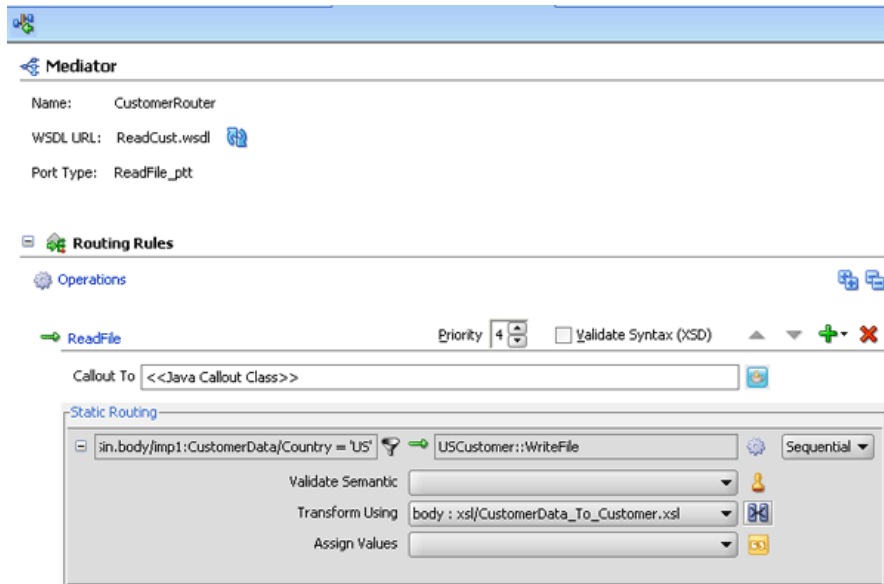 Mediator
Name: CustomerRouter
WSDL URL: ReadCust.wsdl
Port Type: ReadFile_ptt
Routing Rules
Operations
ReadFile Priority 4 Validate Syntax (XSD)
Callout To <<Java Callout Class>>
Static Routing
in.body/imp1:CustomerData/Country = 'US' USCustomer::WriteFile Sequential
Validate Semantic
Transform Using body : xsl/CustomerData_To_Customer.xsl
Assign Values